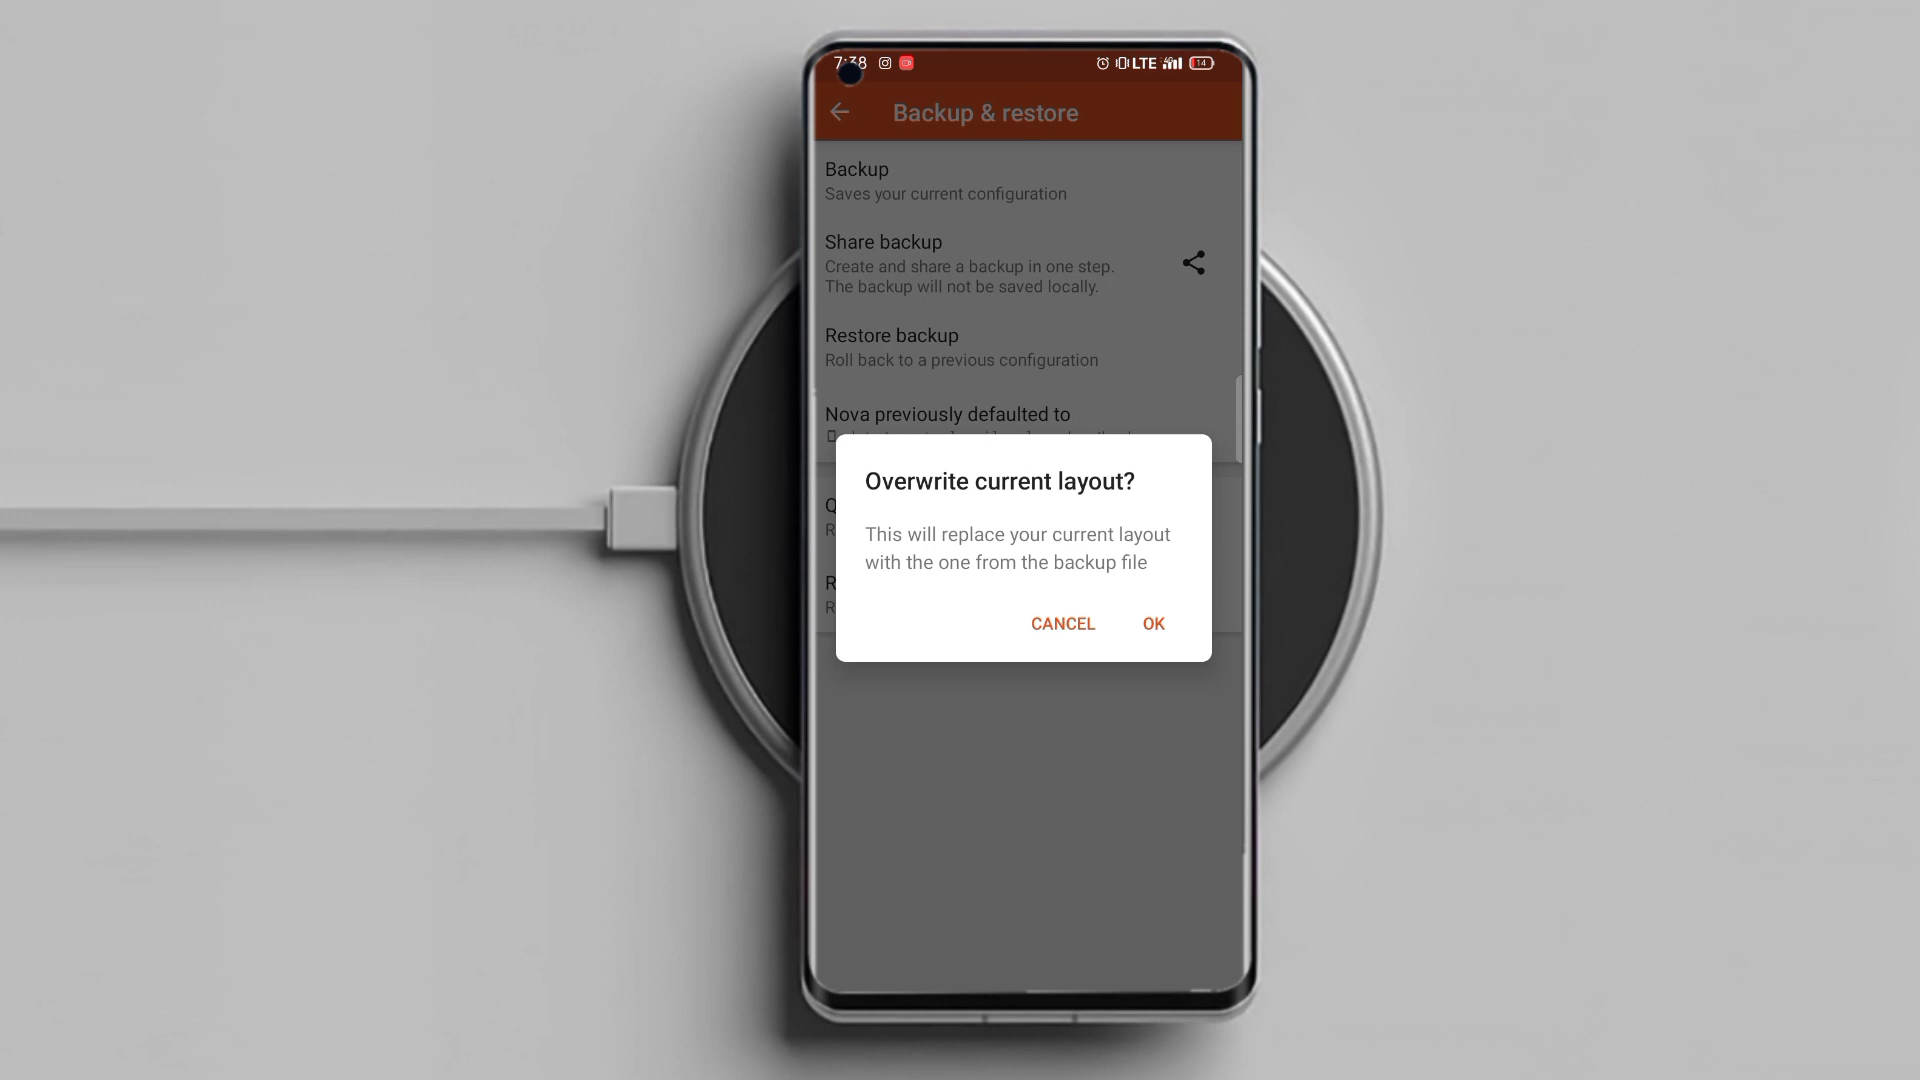 7:38
LTE
14
Backup & restore
Backup
Saves your current configuration
Share backup
Create and share a backup in one step.
The backup will not be saved locally.
Restore backup
Roll back to a previous configuration
Nova previously defaulted to
Overwrite current layout?
This will replace your current layout
with the one from the backup file
CANCEL
OK